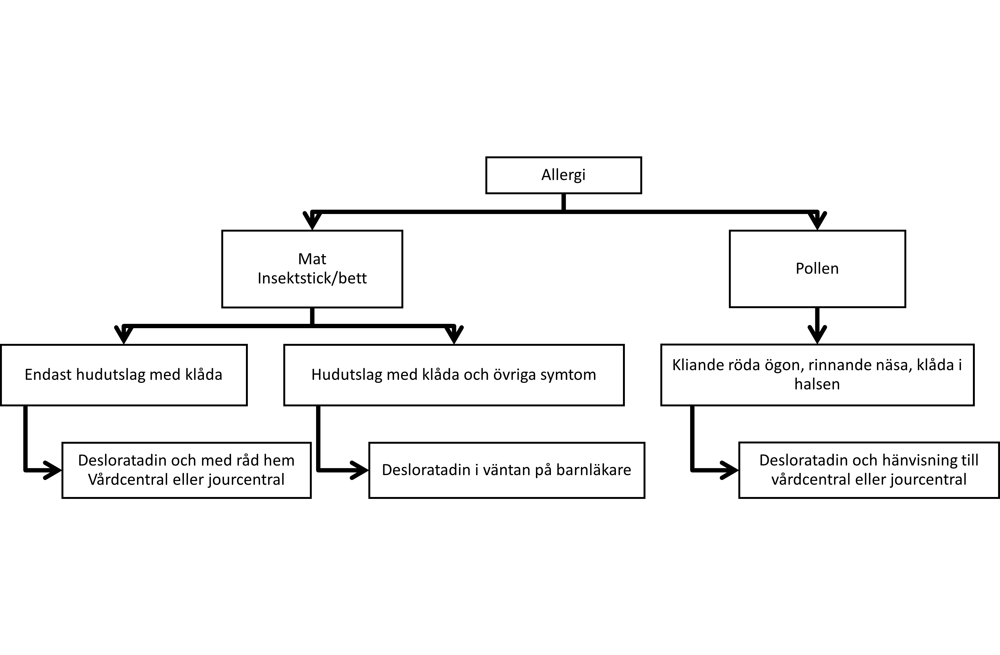 Allergi
Mat
Insektstick/bett
Pollen
Endast hudutslag med klåda
Hudutslag med klåda och övriga symtom
Kliande röda ögon, rinnande näsa, klåda i
halsen
Desloratadin och med råd hem
Vårdcentral eller jourcentral
Desloratadin i väntan på barnläkare
Desloratadin och hänvisning till
vårdcentral eller jourcentral